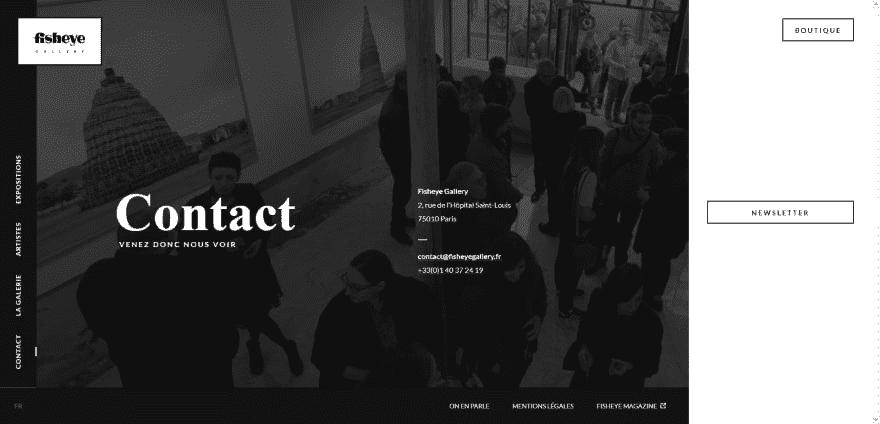 fisheye
GALLERY
BOUTIQUE
EXPOSITIONS
ARTISTES
LA GALERIE
CONTACT
Contact
VENEZ DONC NOUS VOIR
Fisheye Gallery
2, rue de l'Hôpital Saint-Louis
75010 Paris
contact@fisheyegallery.fr
+33(0)1 40 37 24 19
NEWSLETTER
FR
ON EN PARLE
MENTIONS LÉGALES
FISHEYE MAGAZINE